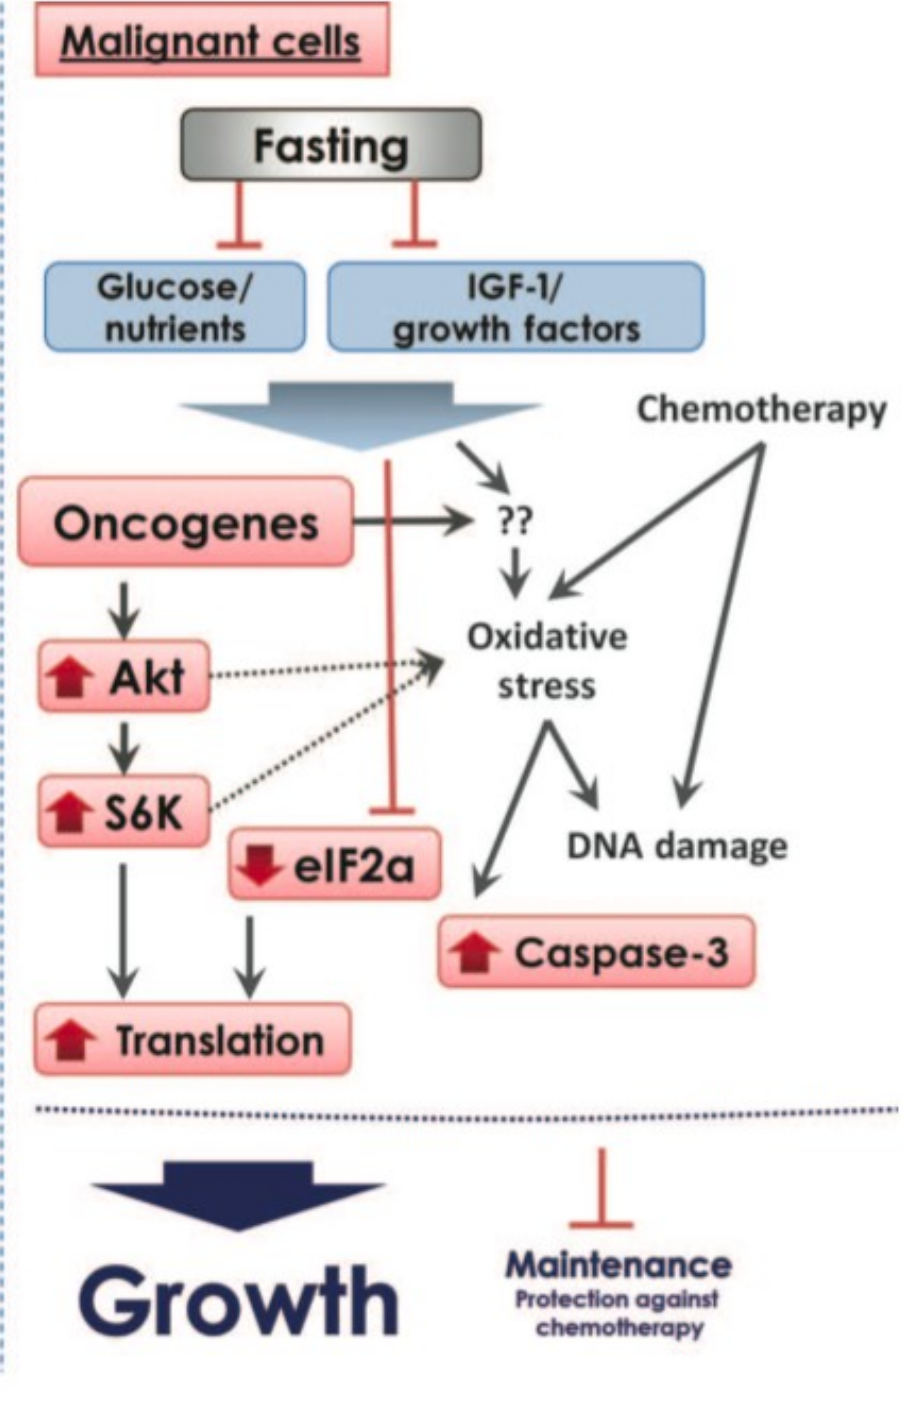 Malignant cells
Fasting
Glucose/
nutrients
IGF-1/
growth factors
Chemotherapy
Oncogenes
??
Oxidative
stress
Akt
S6K
eIF2a
DNA damage
Caspase-3
Translation
Growth
Maintenance
Protection against
chemotherapy